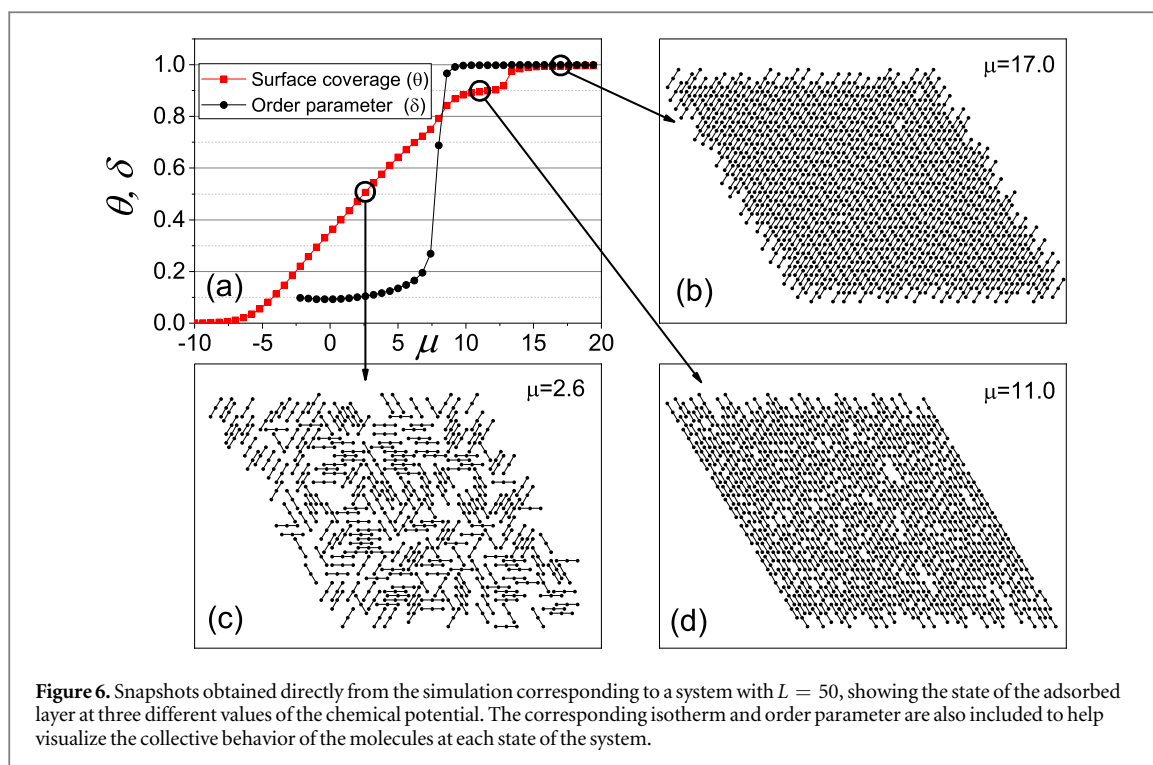 1.0
0.8
0.6
0.4
0.2
0.0
θ, δ
Surface coverage (θ)
Order parameter (δ)
(a)
-10 -5 0 5 10 15 20
μ
μ=17.0
(b)
μ=2.6
(c)
μ=11.0
(d)
Figure 6. Snapshots obtained directly from the simulation corresponding to a system with L = 50, showing the state of the adsorbed
layer at three different values of the chemical potential. The corresponding isotherm and order parameter are also included to help
visualize the collective behavior of the molecules at each state of the system.